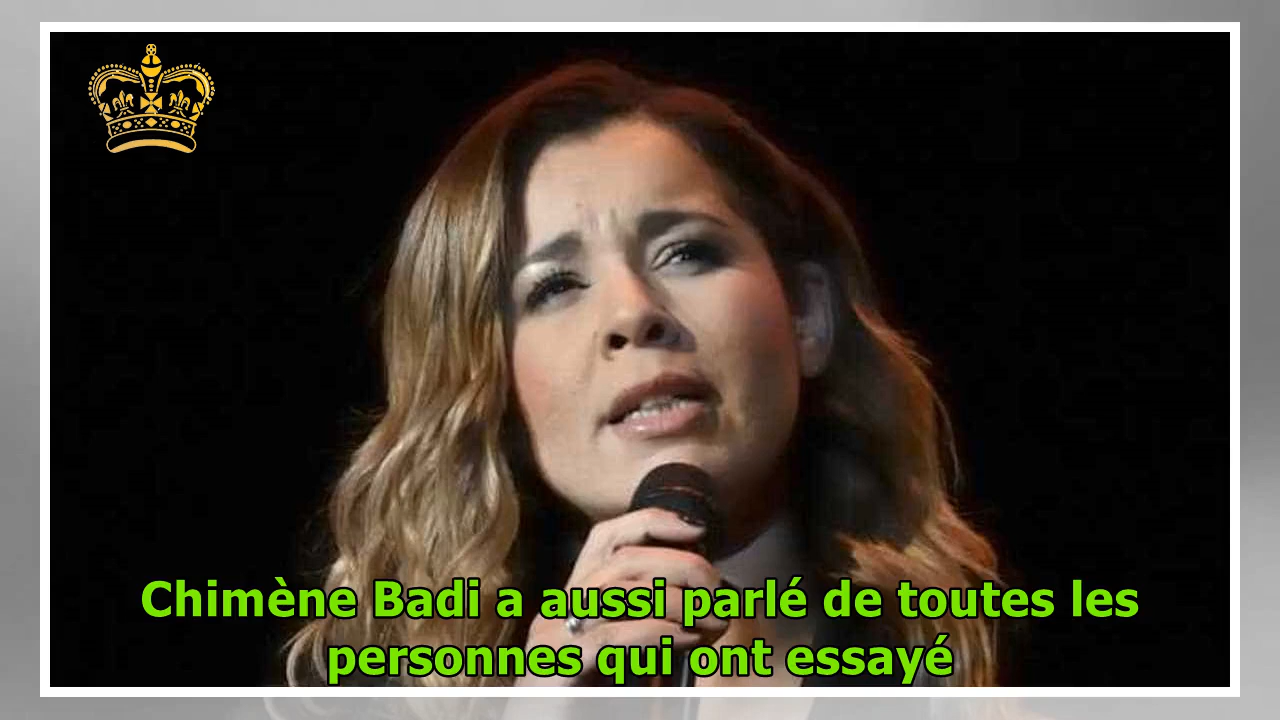 Chimène Badi a aussi parlé de toutes les
personnes qui ont essayé